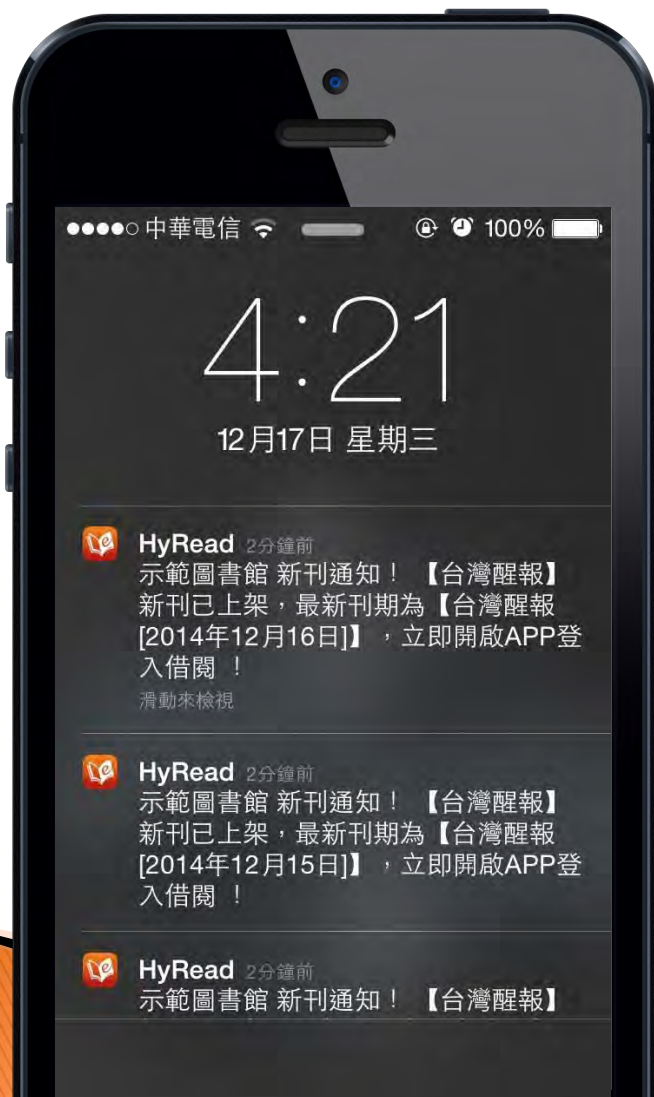 中華電信 100%
4:21
12月17日 星期三
HyRead 2分鐘前
示範圖書館 新刊通知！【台灣醒報】
新刊已上架，最新刊期為【台灣醒報
[2014年12月16日]】，立即開啟APP登
入借閱 ！
滑動來檢視
HyRead 2分鐘前
示範圖書館 新刊通知！【台灣醒報】
新刊已上架，最新刊期為【台灣醒報
[2014年12月15日]】，立即開啟APP登
入借閱 ！
HyRead 2分鐘前
示範圖書館 新刊通知！【台灣醒報】